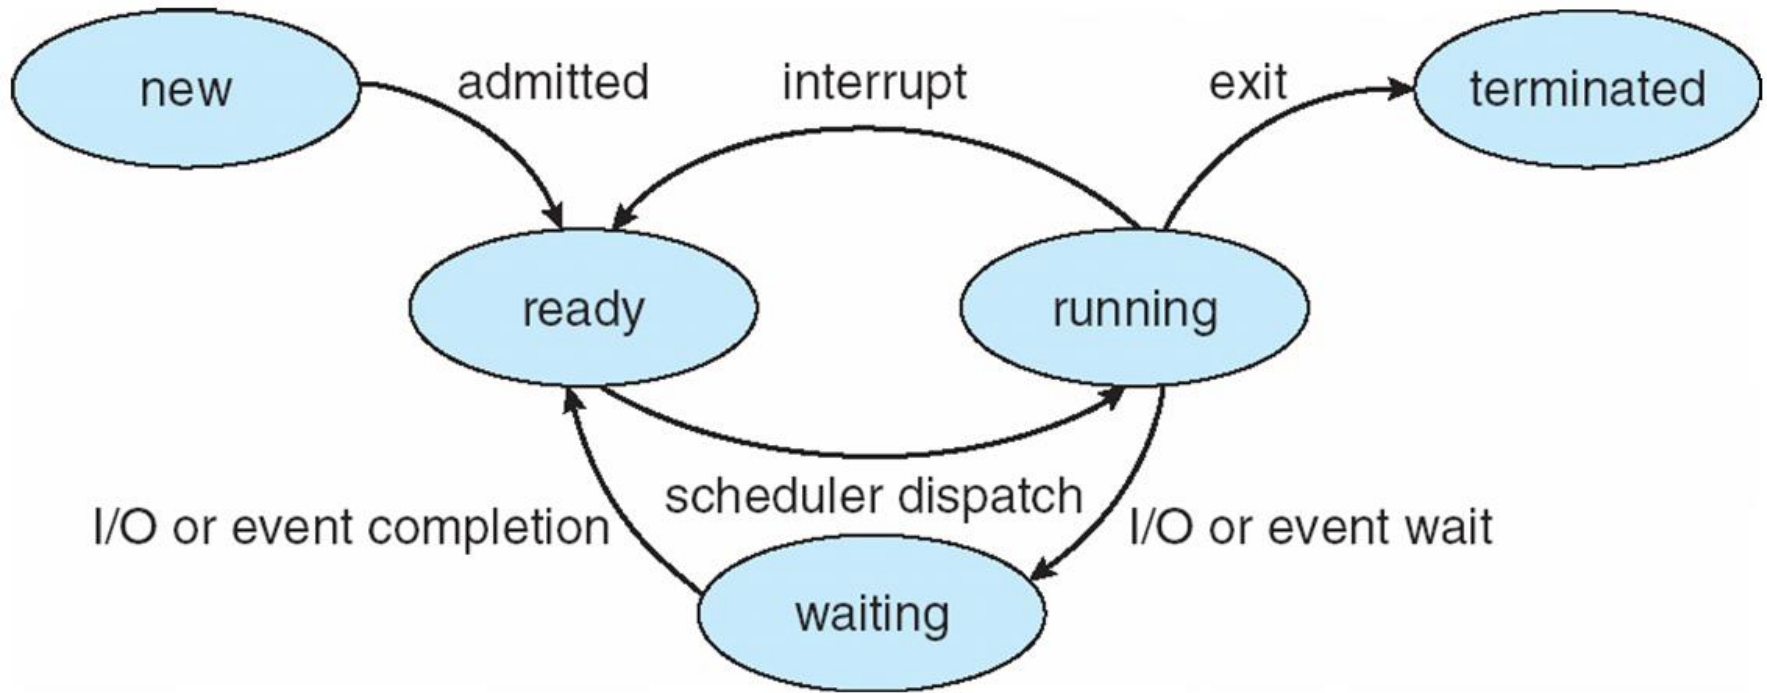 new
admitted
interrupt
exit
terminated
ready
running
scheduler dispatch
I/O or event completion
I/O or event wait
waiting